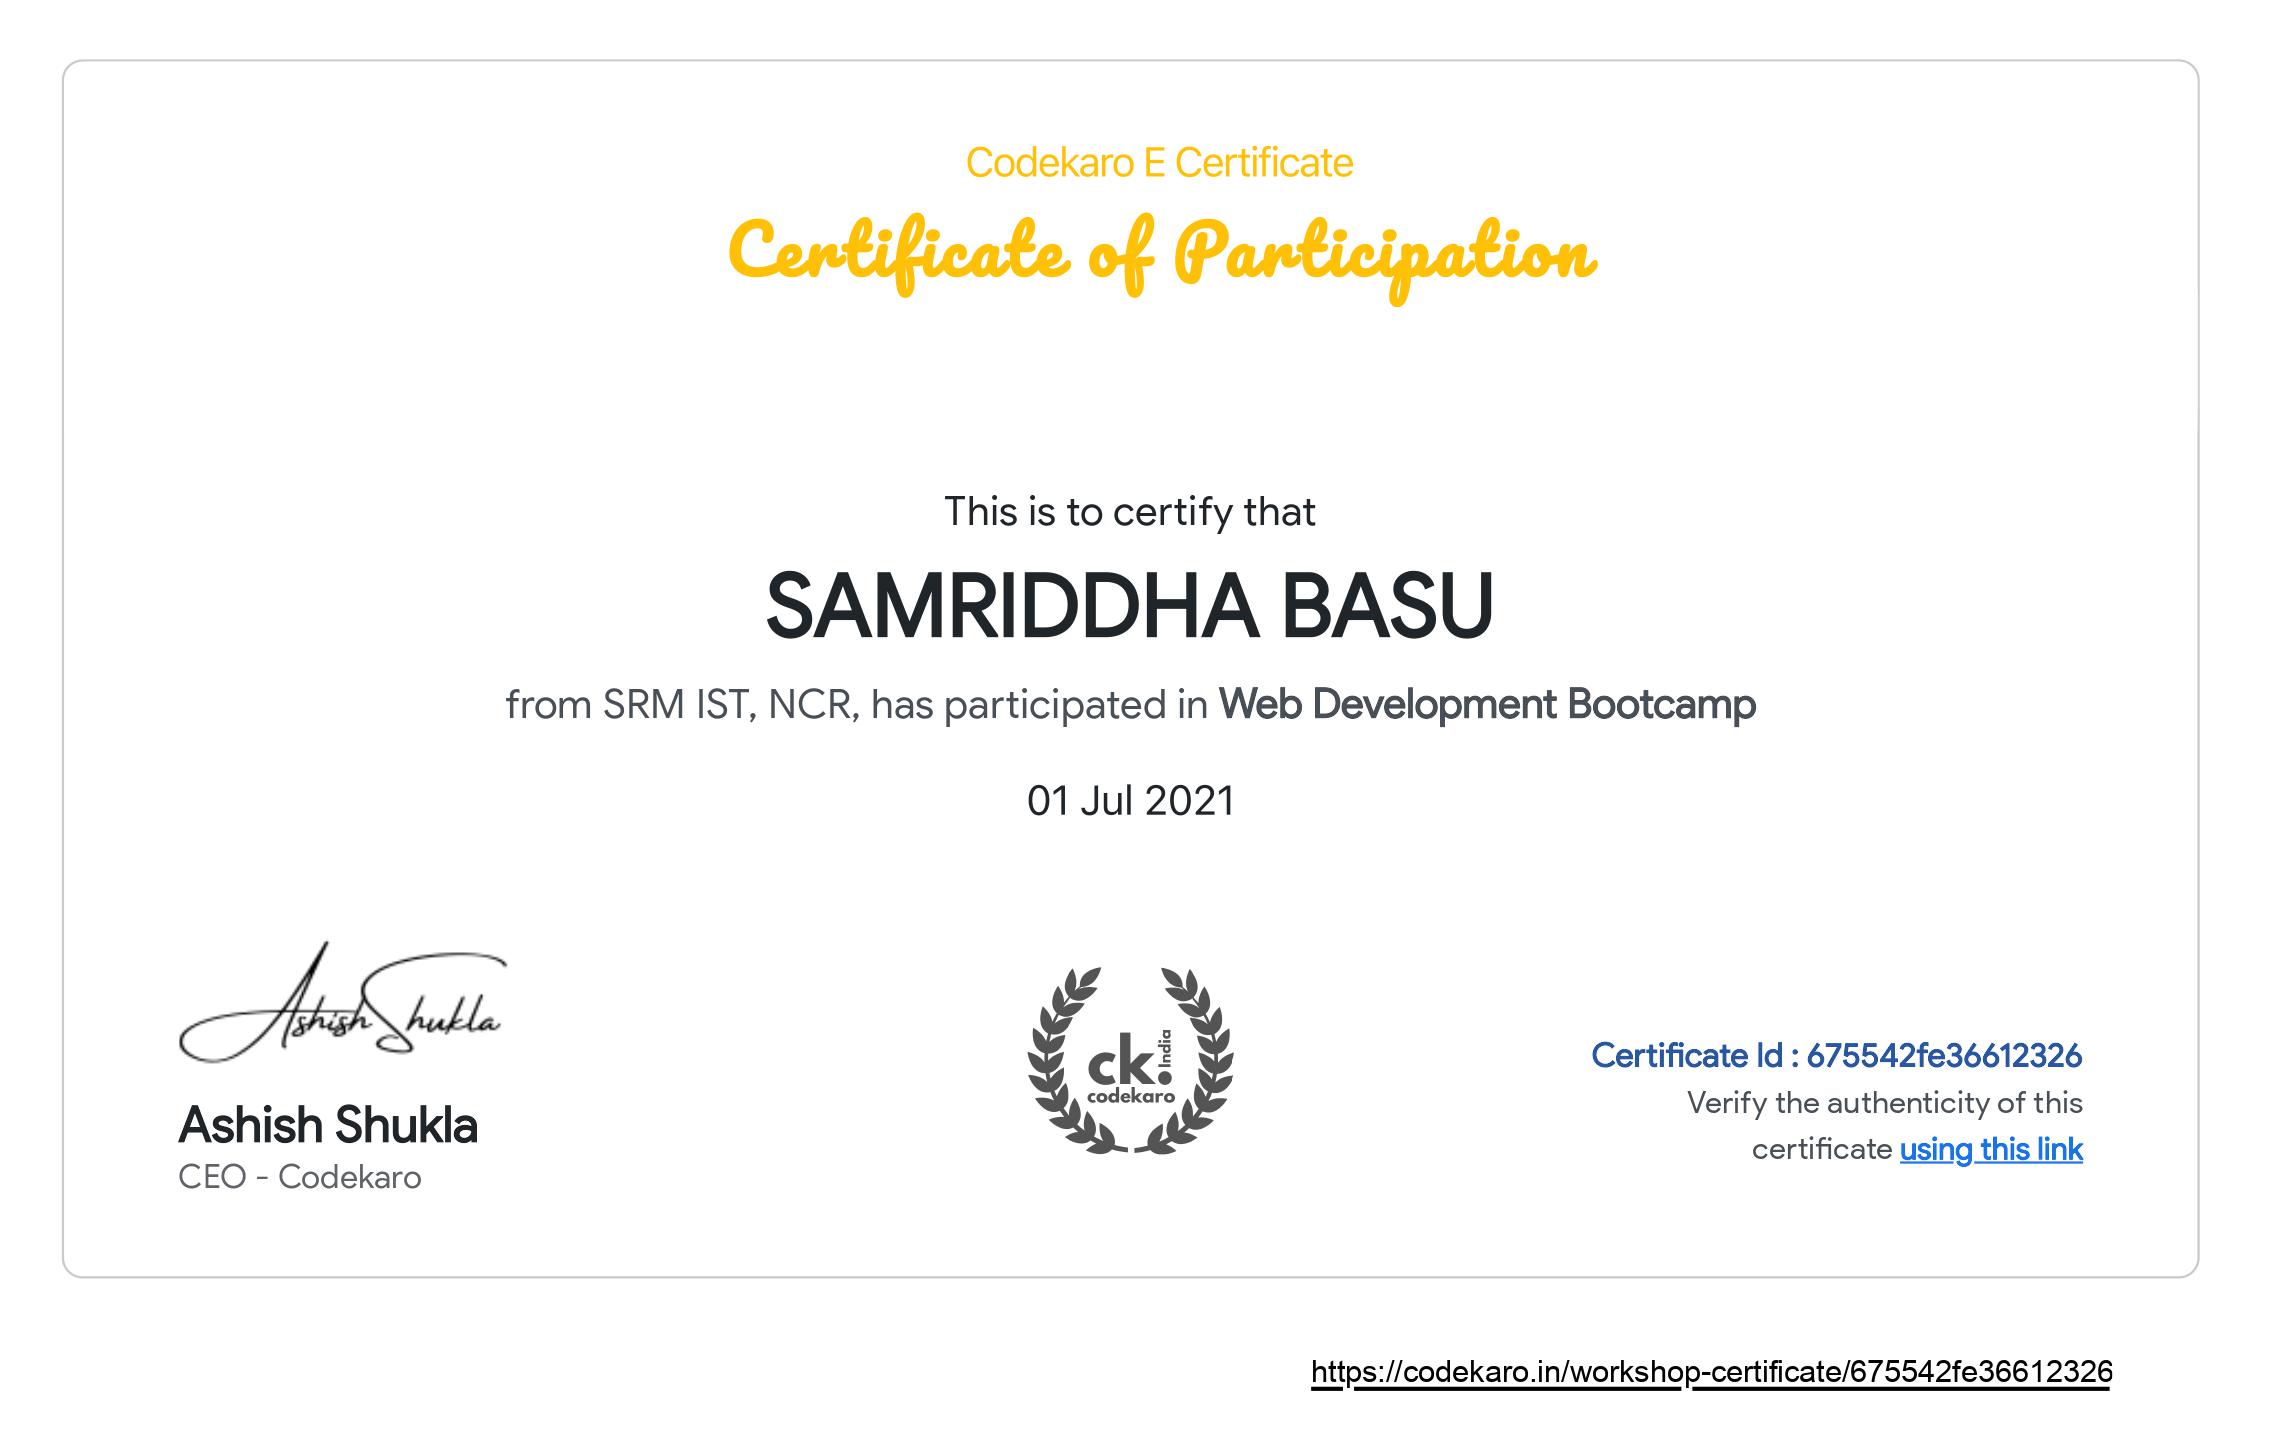 Codekaro E Certificate
Certificate of Participation
This is to certify that
SAMRIDDHA BASU
from SRM IST, NCR, has participated in Web Development Bootcamp
01 Jul 2021
Ashish Shukla
Ashish Shukla
CEO - Codekaro
ck.
India
codekaro
Certificate Id : 675542fe36612326
Verify the authenticity of this
certificate using this link
https://codekaro.in/workshop-certificate/675542fe36612326